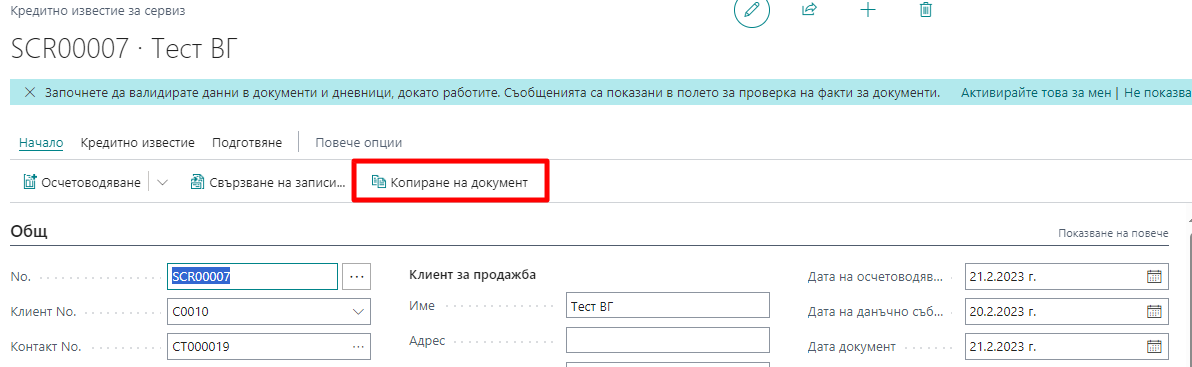 Кредитно известие за сервиз
SCR00007 · Тест ВГ
Започнете да валидирате данни в документи и дневници, докато работите. Съобщенията са показани в полето за проверка на факти за документи. Активирайте това за мен | Не показва
Начало Кредитно известие Подготвяне Повече опции
Осчетоводяване Свързване на записи... Копиране на документ
Общ Показване на повече
No. SCR00007 ... Клиент за продажба Дата на осчетоводяв... 21.2.2023 г.
Име Тест ВГ
Клиент No. C0010 Дата на данъчно съб... 20.2.2023 г.
Адрес
Контакт No. CT000019 ... Дата документ 21.2.2023 г.